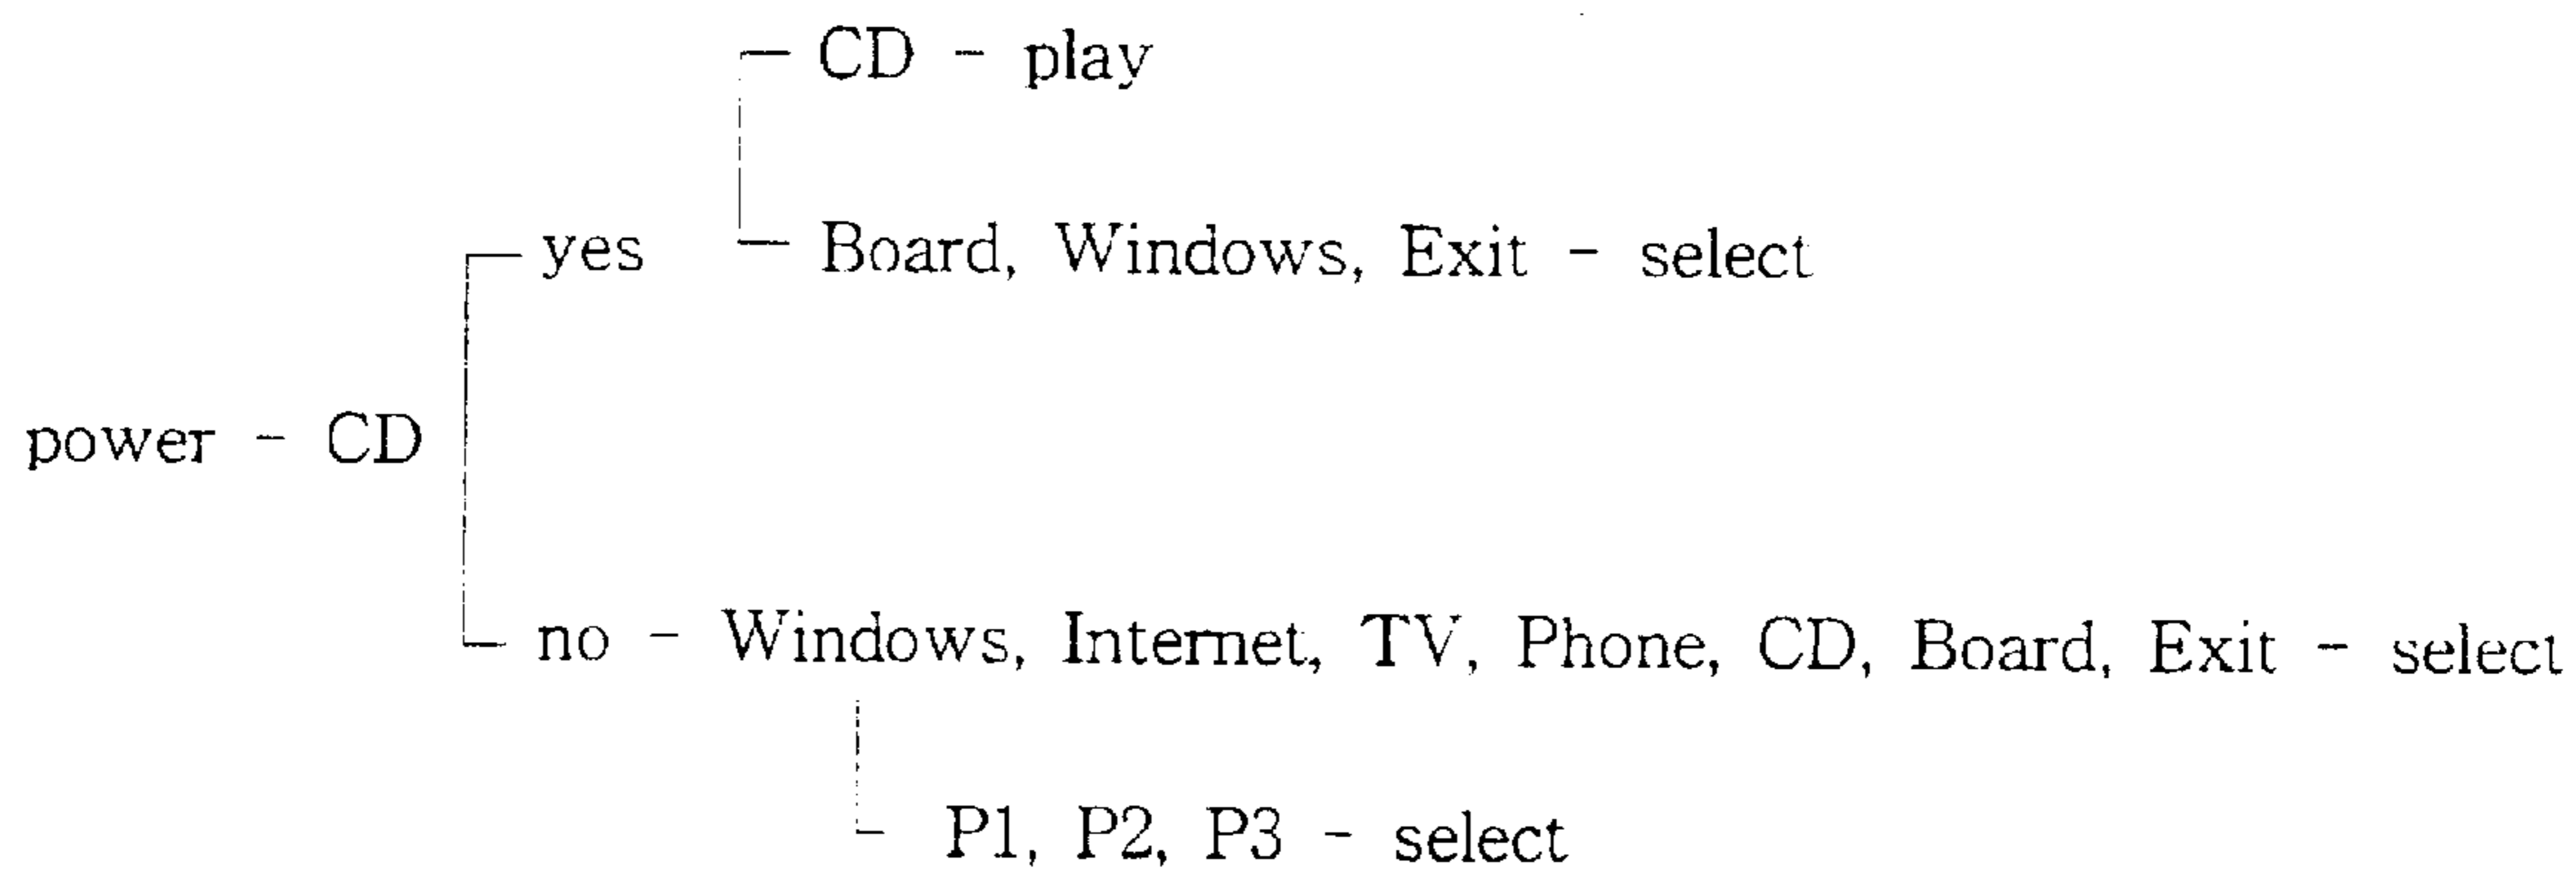 CD - play
yes
Board, Windows, Exit - select
power - CD
no - Windows, Internet, TV, Phone, CD, Board, Exit - select
P1, P2, P3 - select